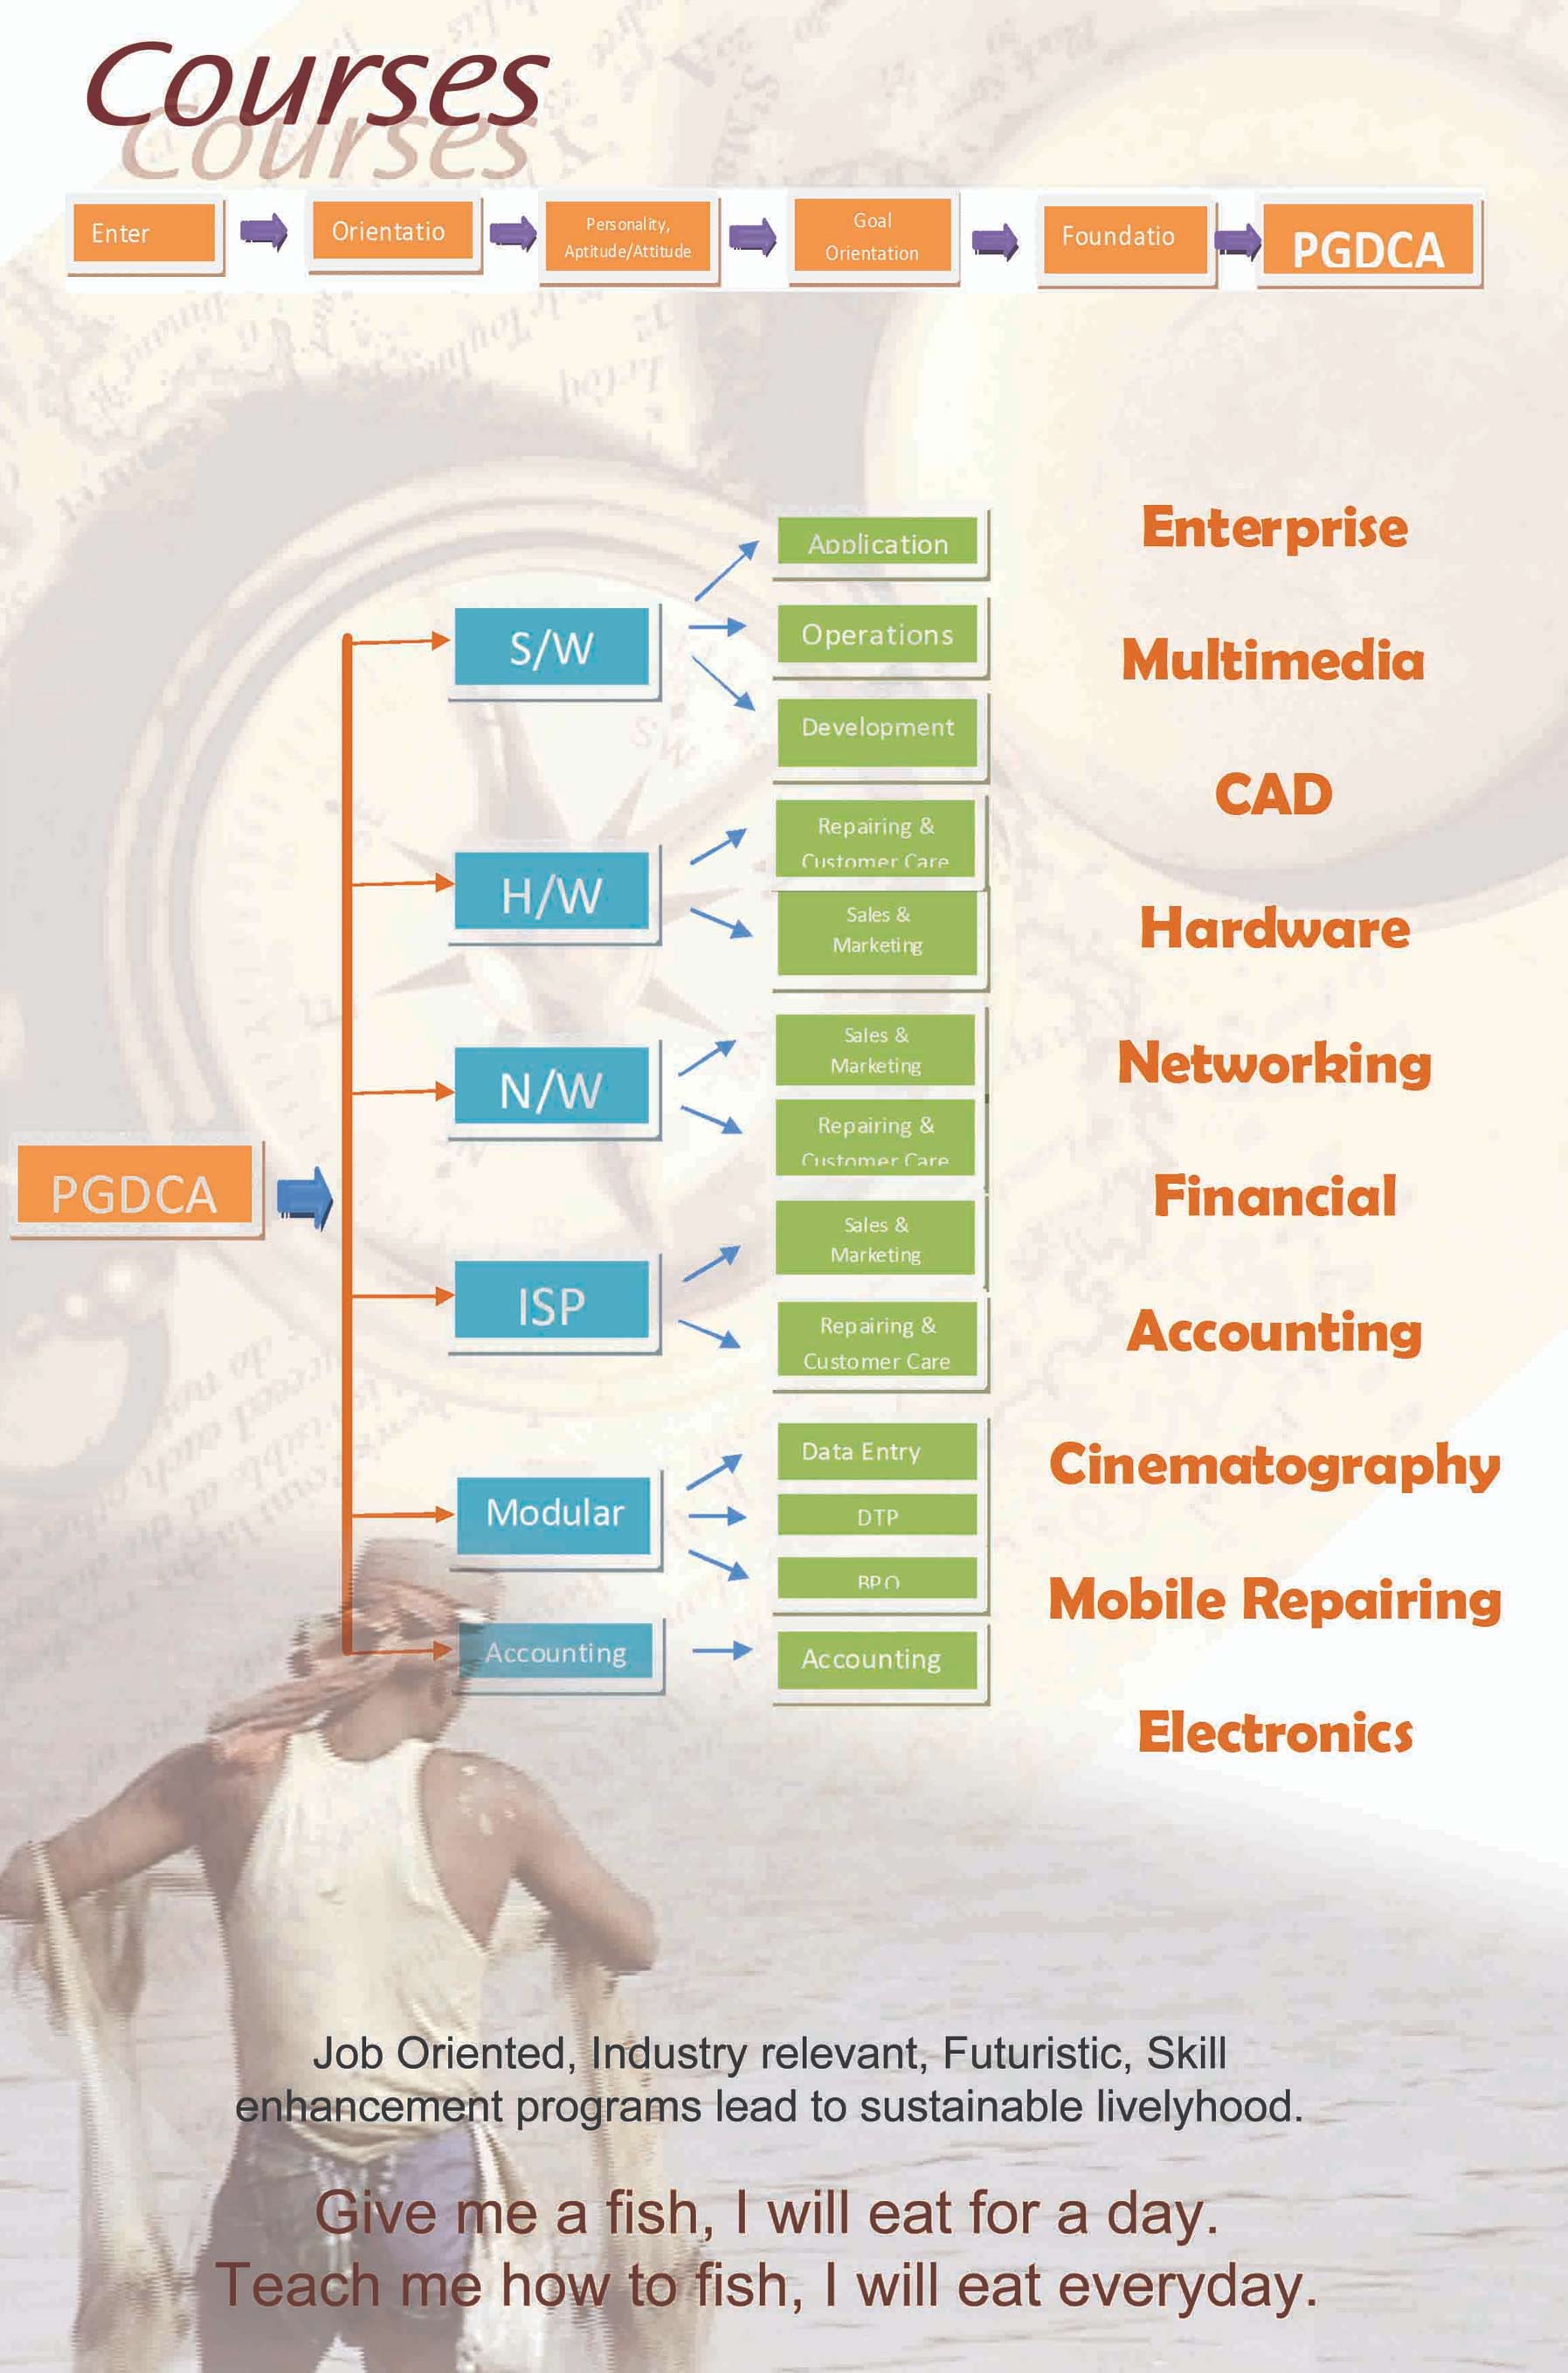 Courses
Enter
Orientatio
Personality,
Aptitude/Attitude
Goal
Orientation
Foundatio
PGDCA
PGDCA
S/W
Application
Operations
Development
H/W
Repairing &
Customer Care
Sales &
Marketing
N/W
Sales &
Marketing
Repairing &
Customer Care
ISP
Sales &
Marketing
Repairing &
Customer Care
Modular
Data Entry
DTP
BPO
Accounting
Accounting
Enterprise
Multimedia
CAD
Hardware
Networking
Financial
Accounting
Cinematography
Mobile Repairing
Electronics
Job Oriented, Industry relevant, Futuristic, Skill
enhancement programs lead to sustainable livelyhood.
Give me a fish, I will eat for a day.
Teach me how to fish, I will eat everyday.